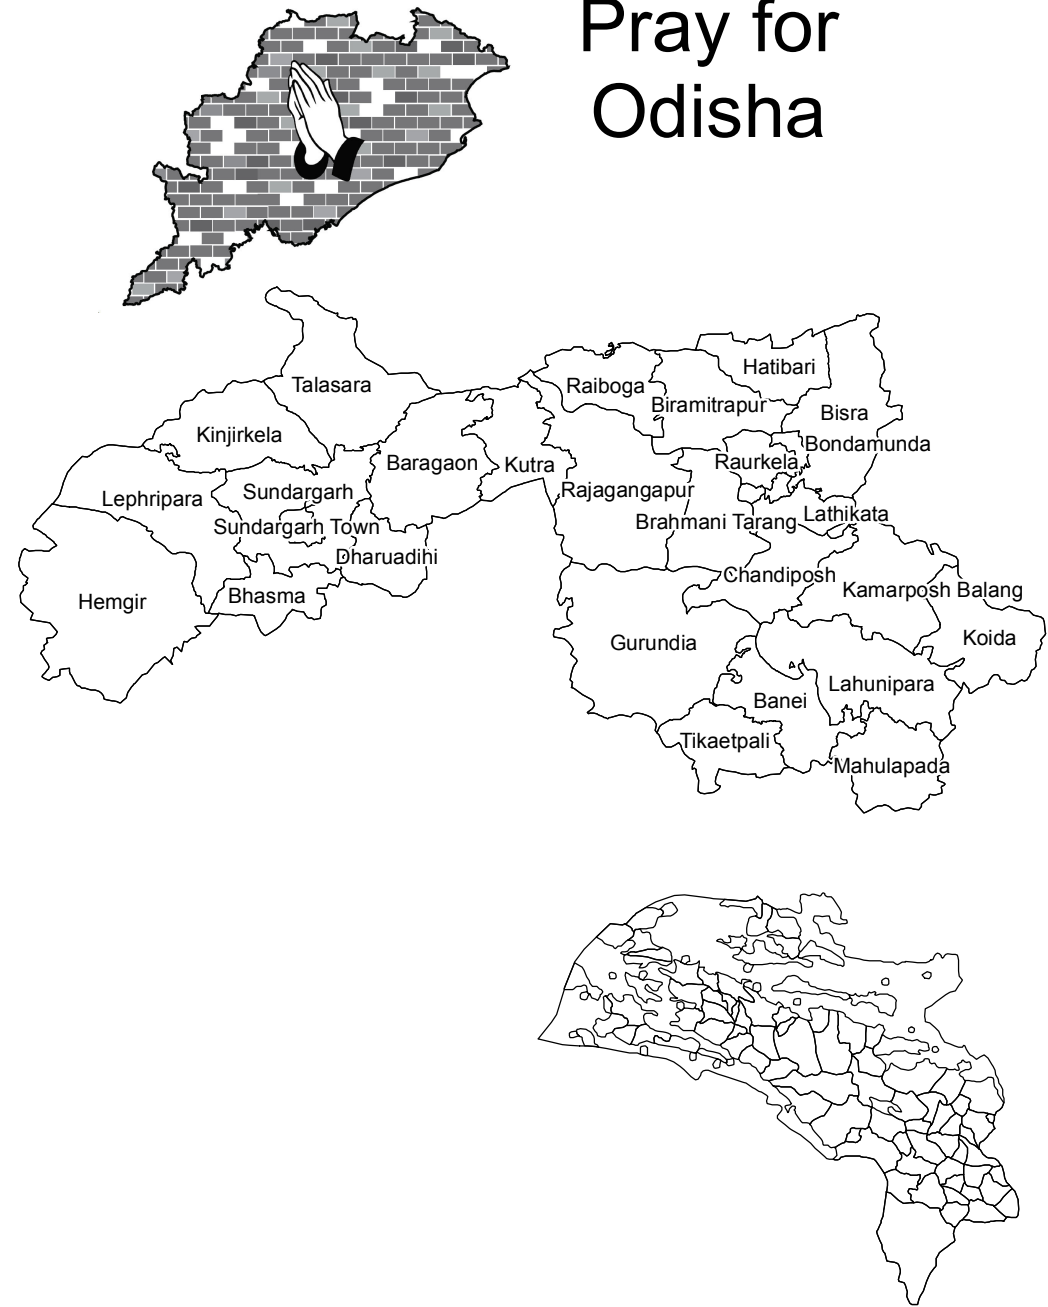 Pray for
Odisha
Talasara
Kinjirkela
Lephripara
Sundargarh
Sundargarh Town
Dharuadihi
Bhasma
Hemgir
Baragaon
Kutra
Raiboga
Biramitrapur
Hatibari
Bisra
Bondamunda
Raurkela
Rajagangapur
Brahmani Tarang
Lathikata
Chandiposh
Kamarposh Balang
Koida
Gurundia
Lahunipara
Banei
Tikaetpali
Mahulapada